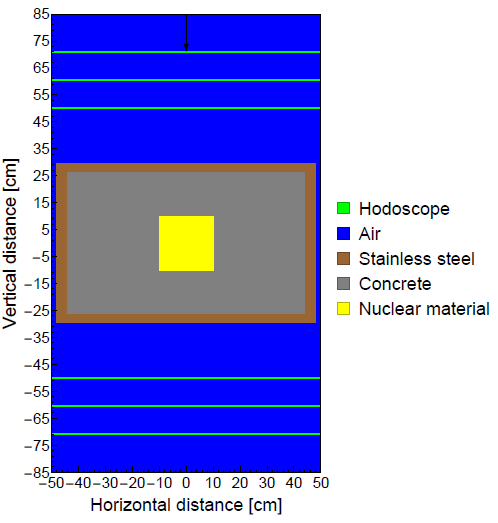 Vertical distance [cm]
85
75
65
55
45
35
25
15
5
−5
−15
−25
−35
−45
−55
−65
−75
−85
−50 −40 −30 −20 −10 0 10 20 30 40 50
Horizontal distance [cm]
Hodoscope
Air
Stainless steel
Concrete
Nuclear material